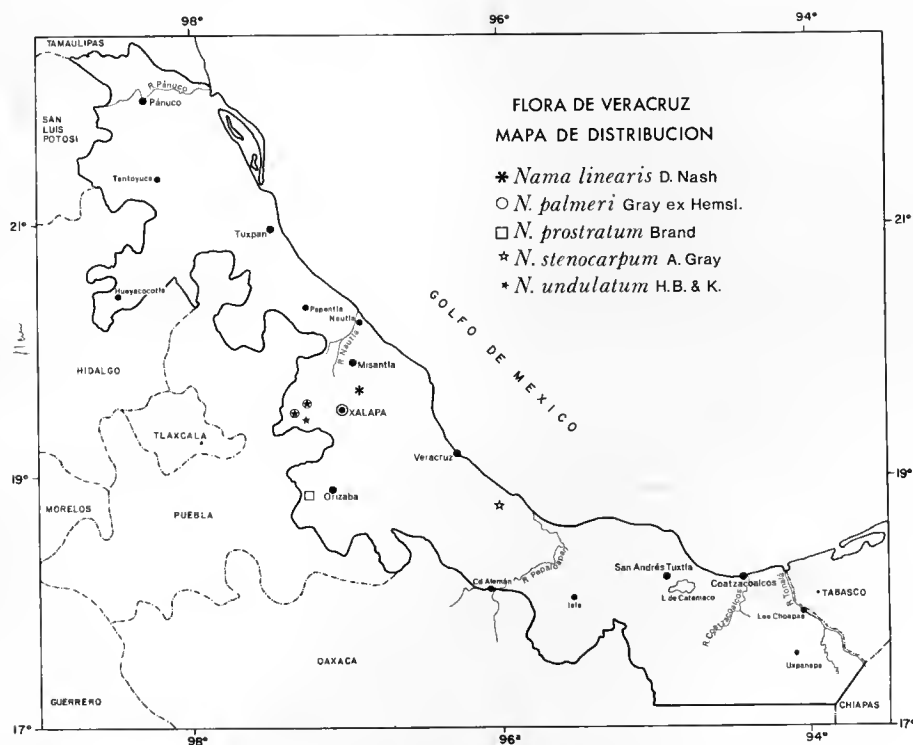 98°
96°
94°
TAMAULIPAS
R. Pánuco
Pánuco
SAN
LUIS
POTOSI
FLORA DE VERACRUZ
MAPA DE DISTRIBUCION
Nama linearis D. Nash
N. palmeri Gray ex Hemsl.
N. prostratum Brand
N. stenocarpum A. Gray
N. undulatum H.B. & K.
Tantoyuca
21°
21°
Tuxpan
Huayacocotla
Papantla
Nautla
R. Nautla
GOLFO DE MEXICO
Misantla
HIDALGO
XALAPA
TLAXCALA
Veracruz
19°
19°
MORELOS
PUEBLA
Orizaba
Cd. Alemán
R. Papaloapan
San Andrés Tuxtla
Coatzacoalcos
R. Tonalá
TABASCO
L. de Catemaco
Isla
R. Coatzacoalcos
Las Choapas
Uxpanapa
OAXACA
GUERRERO
CHIAPAS
17°
17°
98°
96°
94°